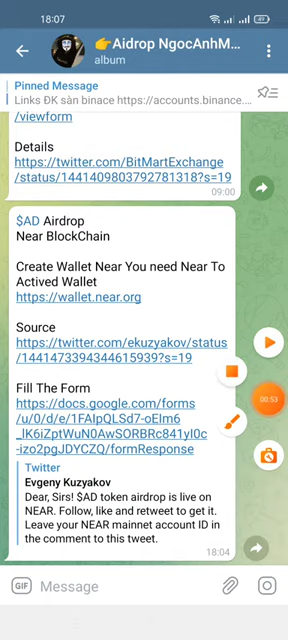 18:07
49
👉Aidrop NgocAnhM...
album
Pinned Message
Links ĐK sàn binace https://accounts.binance....
/viewform
Details
https://twitter.com/BitMartExchange
/status/1441409803792781318?s=19
09:00
$AD Airdrop
Near BlockChain
Create Wallet Near You need Near To
Actived Wallet
https://wallet.near.org
Source
https://twitter.com/ekuzyakov/status
/1441473394344615939?s=19
Fill The Form
https://docs.google.com/forms
/u/0/d/e/1FAIpQLSd7-oEIm6
_IK6iZptWuN0AwSORBRc841yI0c
-izo2pgJDYCZQ/formResponse
Twitter
Evgeny Kuzyakov
Dear, Sirs! $AD token airdrop is live on
NEAR. Follow, like and retweet to get it.
Leave your NEAR mainnet account ID in
the comment to this tweet.
18:04
00:53
GIF Message